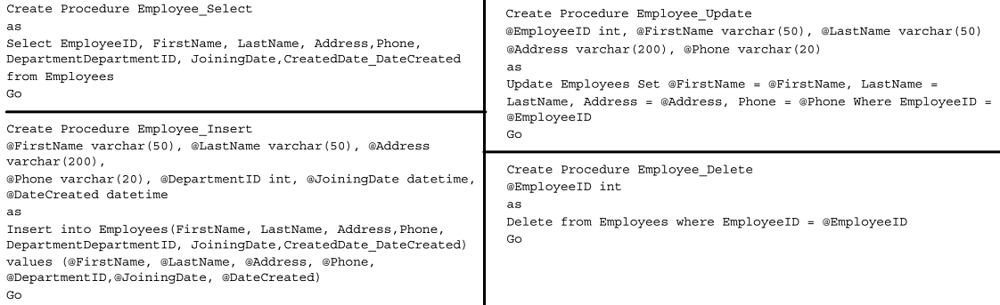 Create Procedure Employee_Select
as
Select EmployeeID, FirstName, LastName, Address,Phone,
DepartmentDepartmentID, JoiningDate,CreatedDate_DateCreated
from Employees
Go
Create Procedure Employee_Insert
@FirstName varchar(50), @LastName varchar(50), @Address
varchar(200),
@Phone varchar(20), @DepartmentID int, @JoiningDate datetime,
@DateCreated datetime
as
Insert into Employees(FirstName, LastName, Address,Phone,
DepartmentDepartmentID, JoiningDate,CreatedDate_DateCreated)
values (@FirstName, @LastName, @Address, @Phone,
@DepartmentID,@JoiningDate, @DateCreated)
Go
Create Procedure Employee_Update
@EmployeeID int, @FirstName varchar(50), @LastName varchar(50)
@Address varchar(200), @Phone varchar(20)
as
Update Employees Set @FirstName = @FirstName, LastName =
LastName, Address = @Address, Phone = @Phone Where EmployeeID =
@EmployeeID
Go
Create Procedure Employee_Delete
@EmployeeID int
as
Delete from Employees where EmployeeID = @EmployeeID
Go